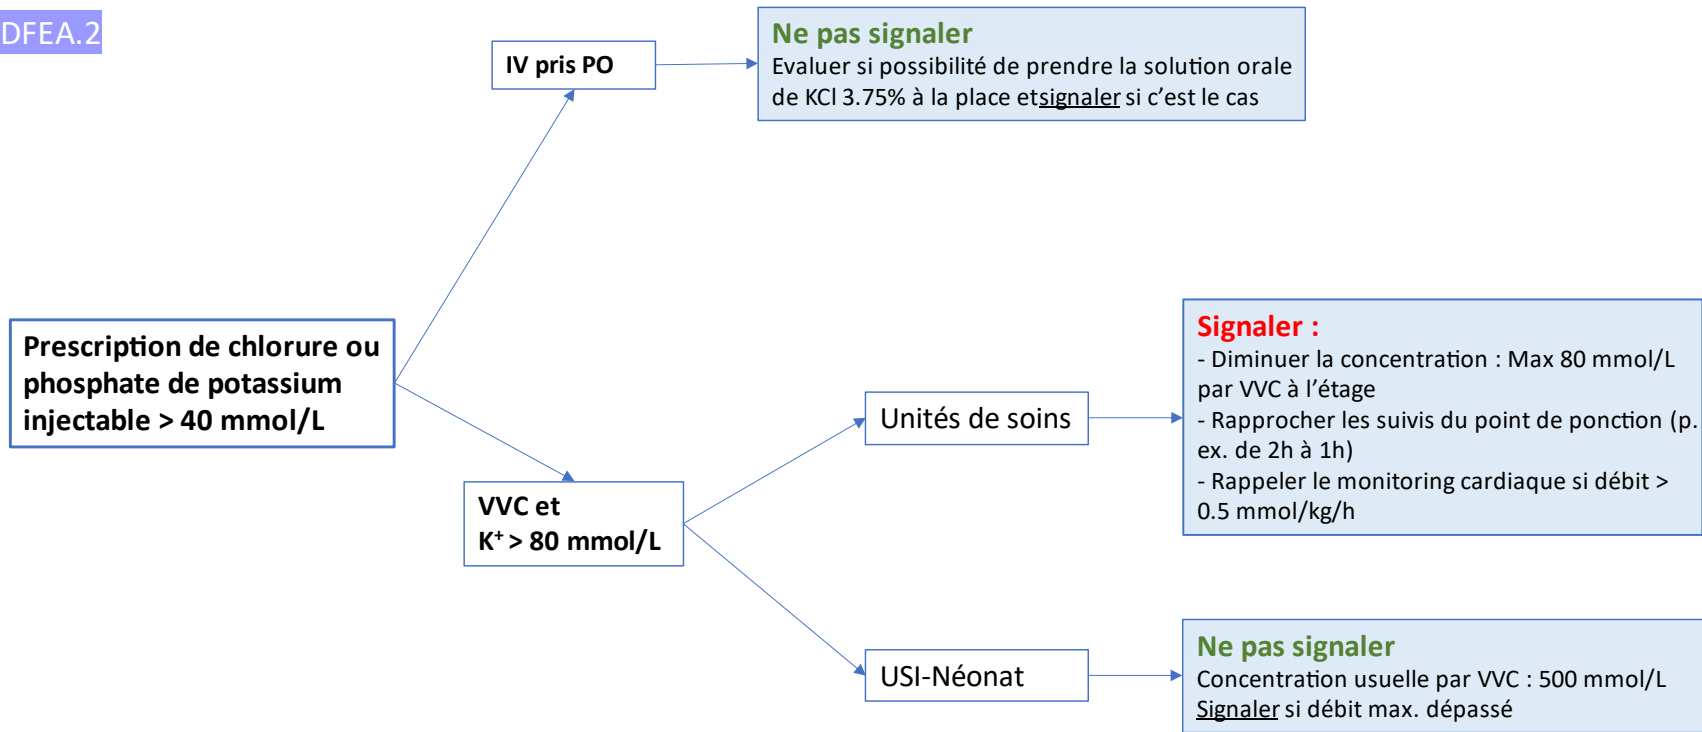 DFEA.2
IV pris PO
Ne pas signaler
Evaluer si possibilité de prendre la solution orale
de KCl 3.75% à la place etsignaler si c’est le cas
Prescription de chlorure ou
phosphate de potassium
injectable > 40 mmol/L
VVC et
K⁺ > 80 mmol/L
Unités de soins
Signaler :
- Diminuer la concentration : Max 80 mmol/L
par VVC à l’étage
- Rapprocher les suivis du point de ponction (p.
ex. de 2h à 1h)
- Rappeler le monitoring cardiaque si débit >
0.5 mmol/kg/h
USI-Néonat
Ne pas signaler
Concentration usuelle par VVC : 500 mmol/L
Signaler si débit max. dépassé